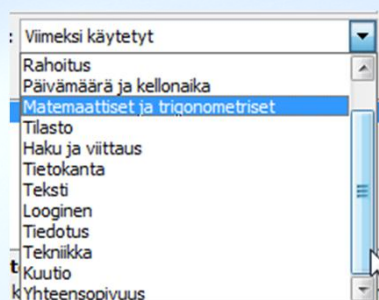 : Viimeksi käytetyt
Rahoitus
Päivämäärä ja kellonaika
Matemaattiset ja trigonometriset
Tilasto
Haku ja viittaus
Tietokanta
Teksti
Looginen
Tiedotus
Tekniikka
Kuutio
Yhteensopivuus